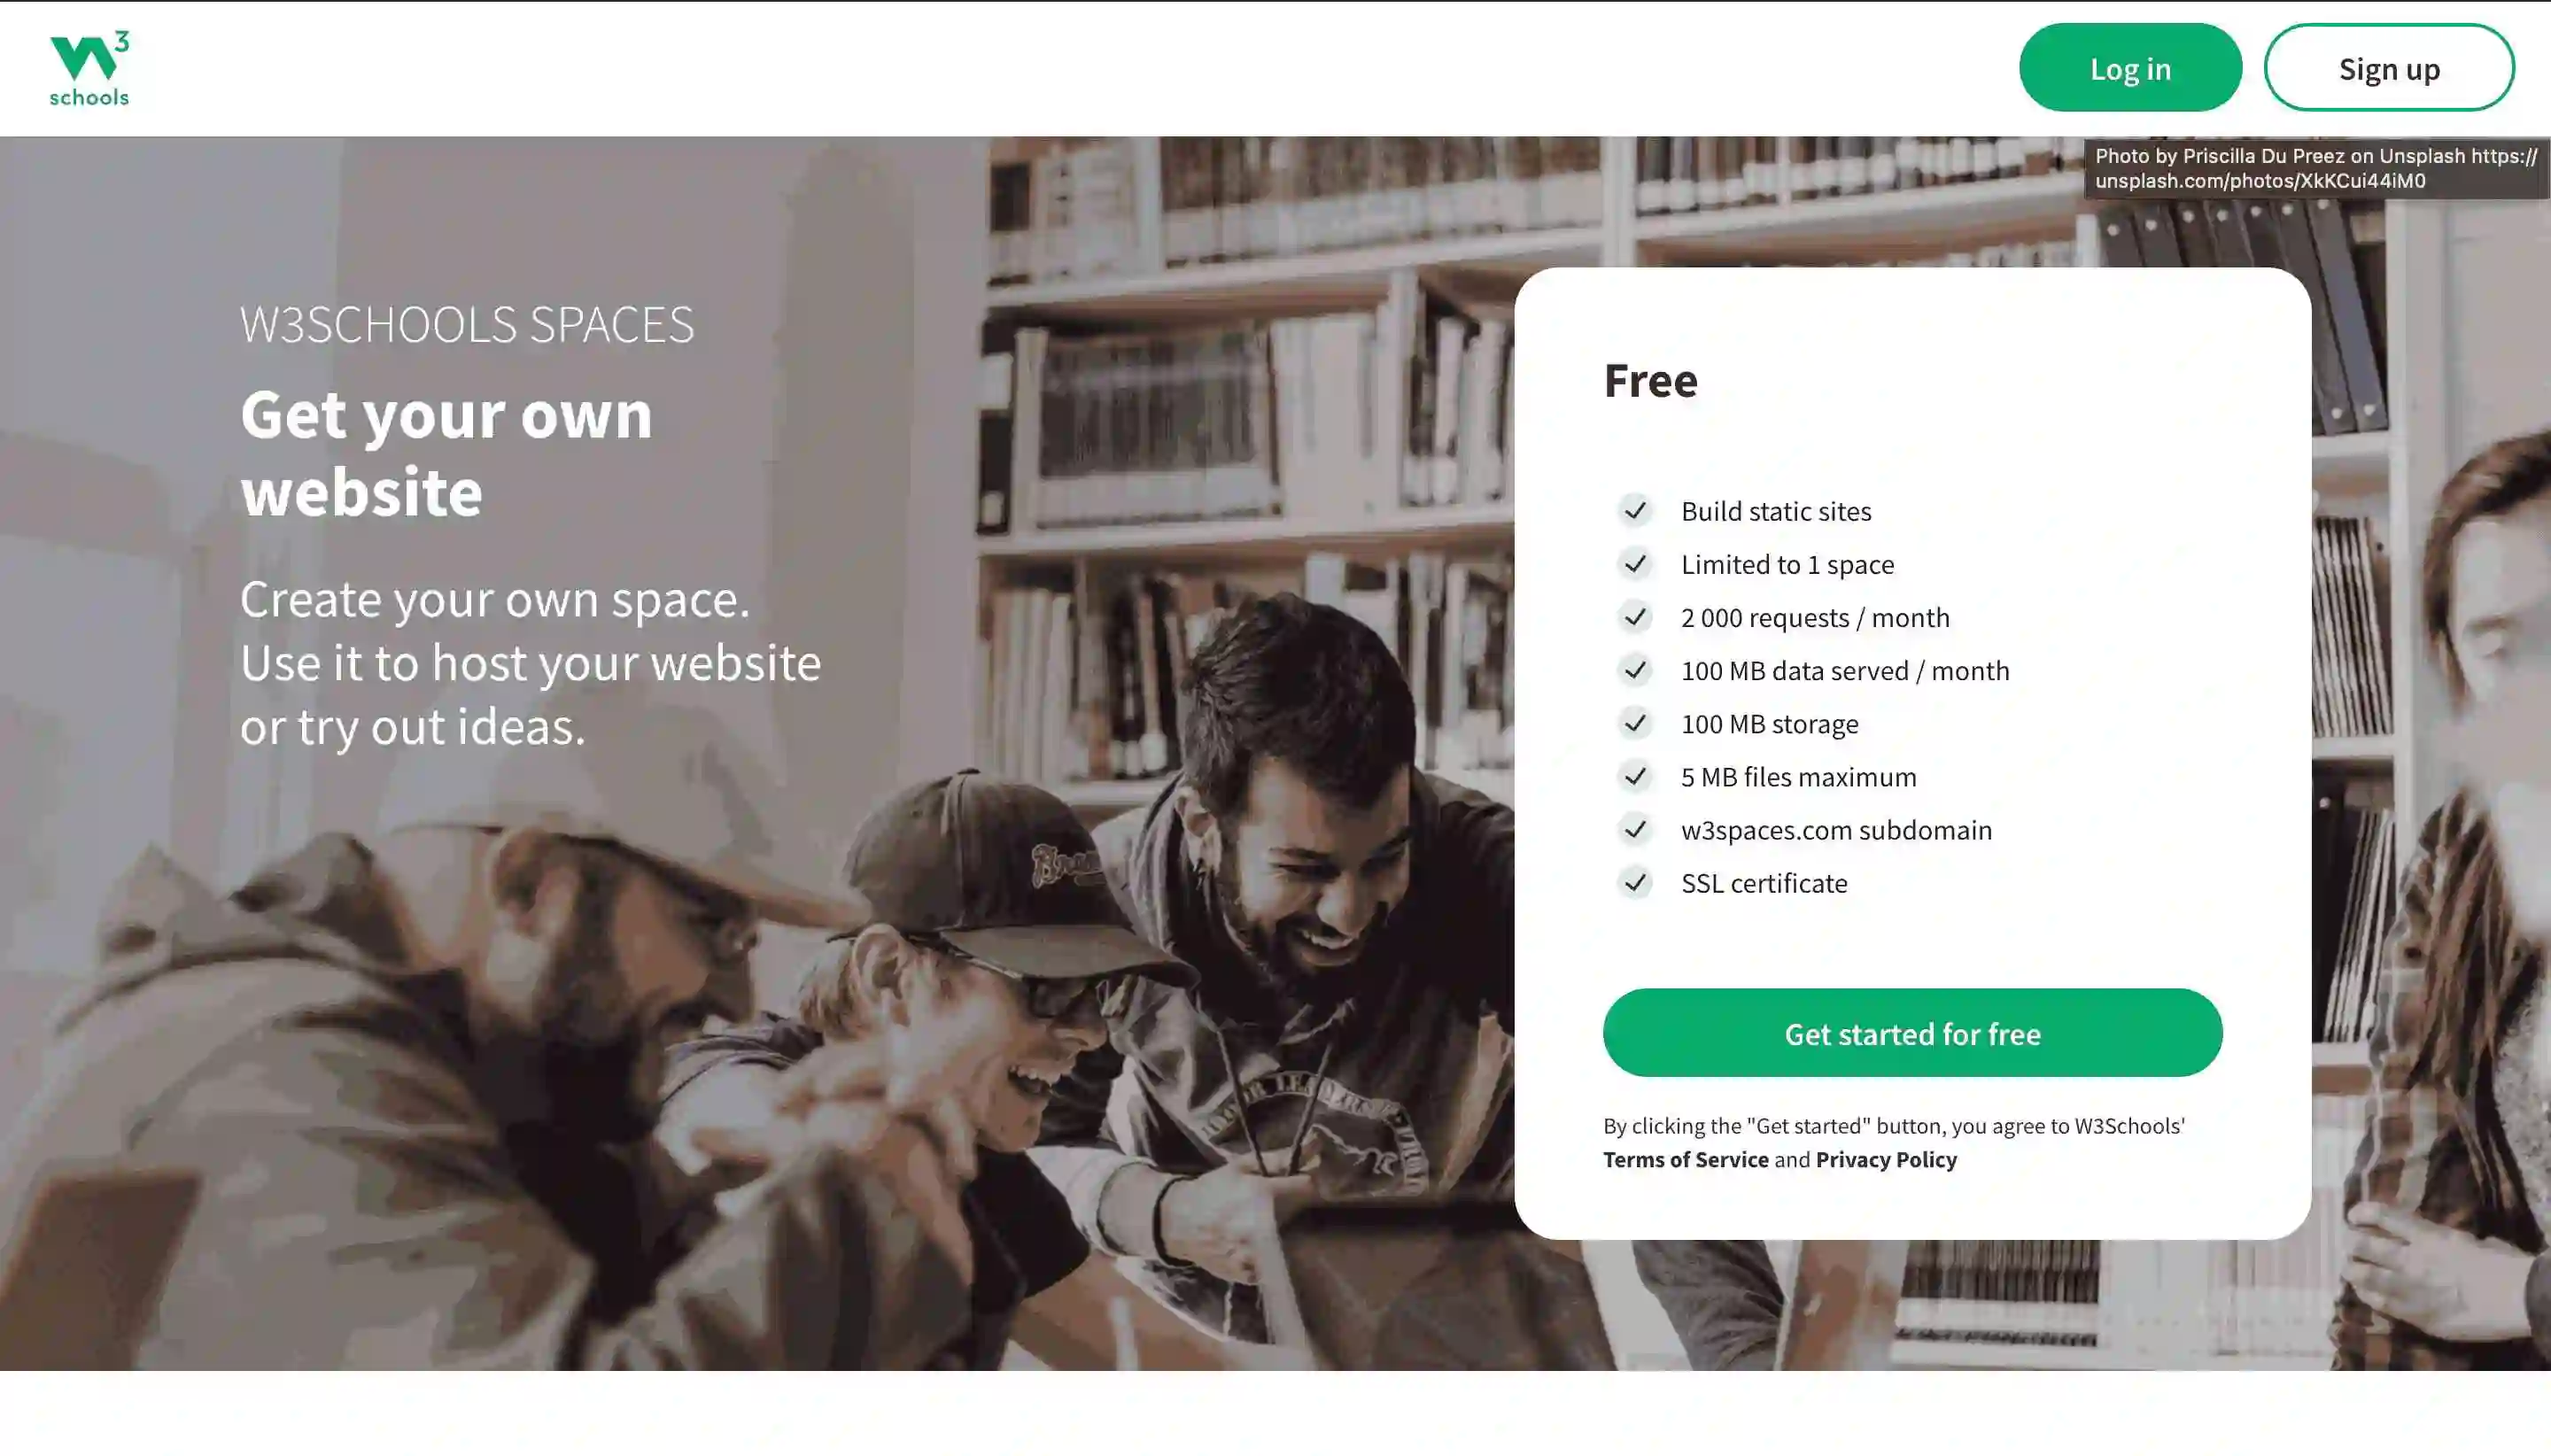 W3
schools
Log in
Sign up
Photo by Priscilla Du Preez on Unsplash https://
unsplash.com/photos/XkKCui44iM0
W3SCHOOLS SPACES
Get your own
website
Create your own space.
Use it to host your website
or try out ideas.
Free
Build static sites
Limited to 1 space
2 000 requests / month
100 MB data served / month
100 MB storage
5 MB files maximum
w3spaces.com subdomain
SSL certificate
Get started for free
By clicking the "Get started" button, you agree to W3Schools'
Terms of Service and Privacy Policy